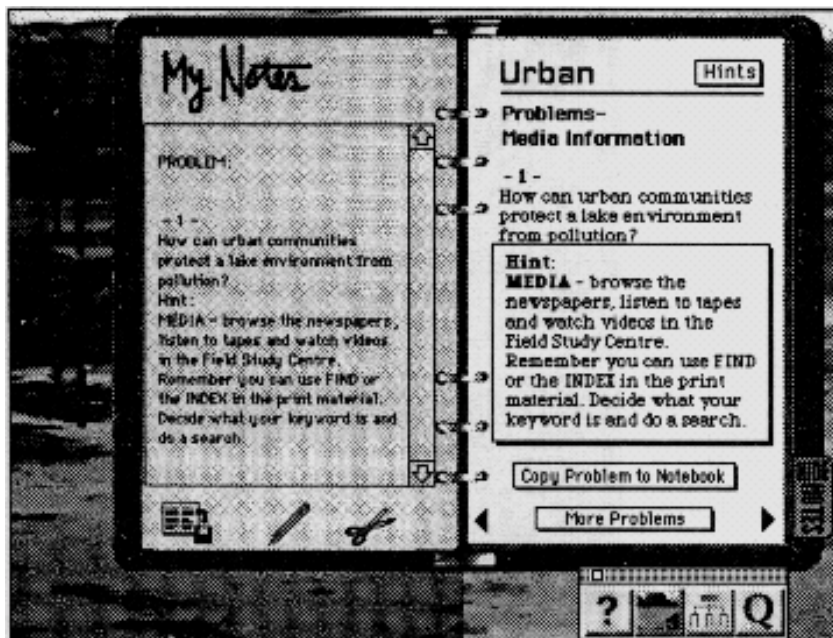 My Notes
PROBLEM:
- 1 -
How can urban communities
protect a lake environment from
pollution?
Hint:
MEDIA - browse the newspapers,
listen to tapes and watch videos
in the Field Study Centre.
Remember you can use FIND or
the INDEX in the print material.
Decide what your keyword is and
do a search.
Urban
Hints
Problems-
Media Information
- 1 -
How can urban communities
protect a lake environment
from pollution?
Hint:
MEDIA - browse the
newspapers, listen to tapes
and watch videos in the
Field Study Centre.
Remember you can use FIND
or the INDEX in the print
material. Decide what your
keyword is and do a search.
Copy Problem to Notebook
More Problems
?
Q